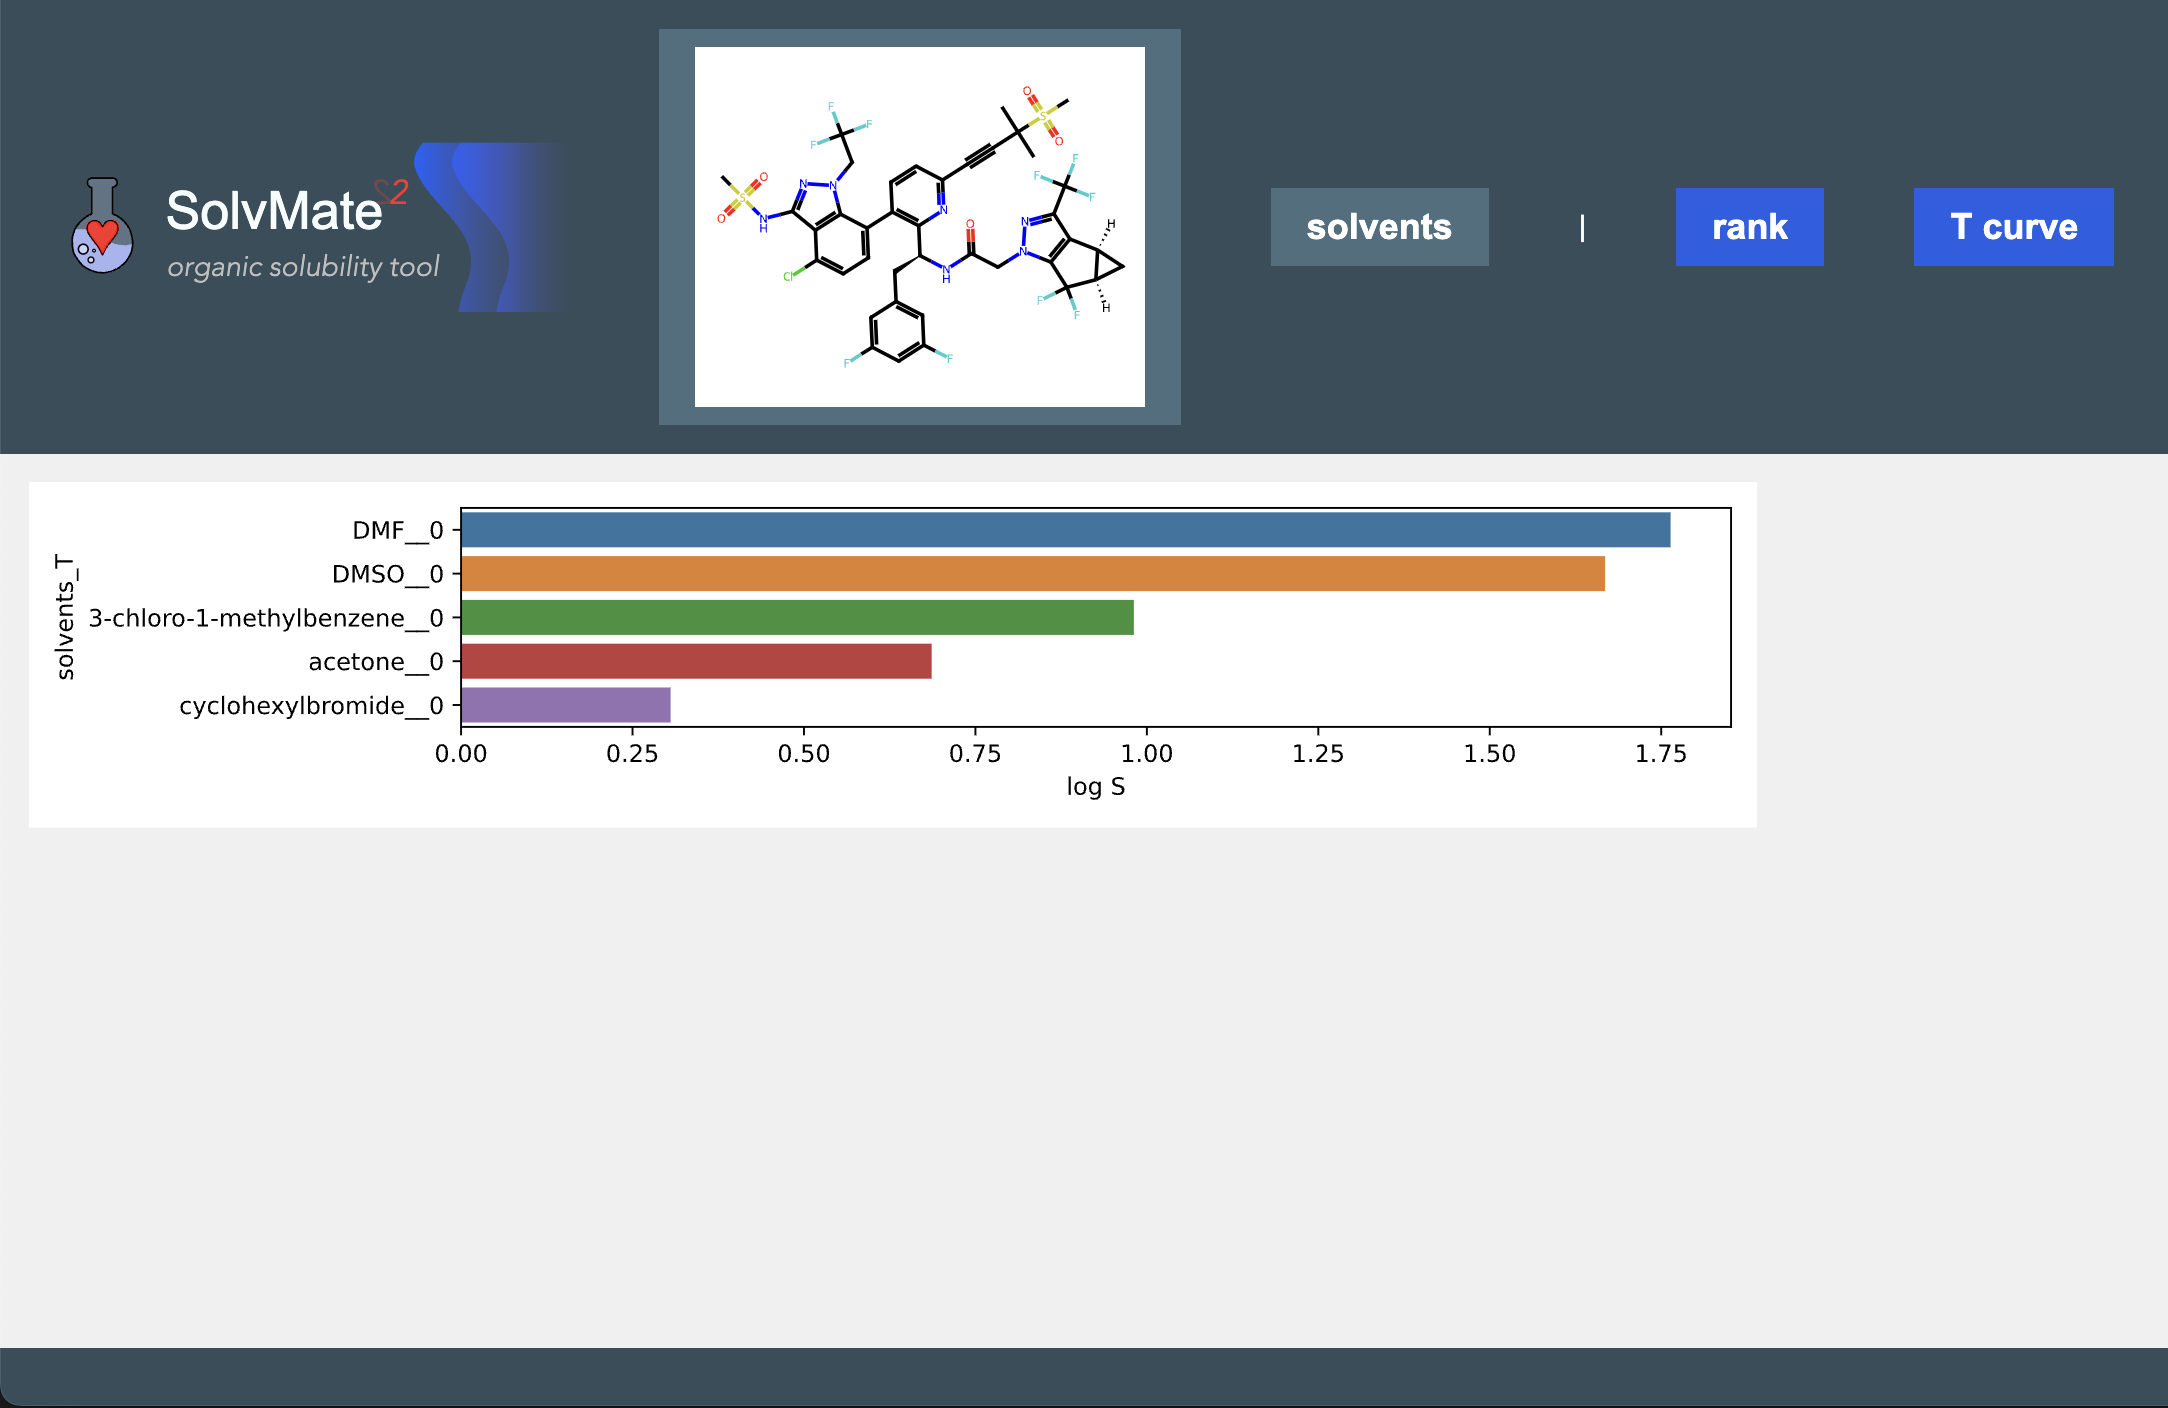 SolvMate
2
organic solubility tool
F
F
F
O
S
O
N
H
N
N
Cl
N
O
S
O
F
F
F
N
N
O
N
H
H
H
F
F
F
F
solvents
|
rank
T curve
solvents_T
DMF__0
DMSO__0
3-chloro-1-methylbenzene__0
acetone__0
cyclohexylbromide__0
0.00 0.25 0.50 0.75 1.00 1.25 1.50 1.75
log S